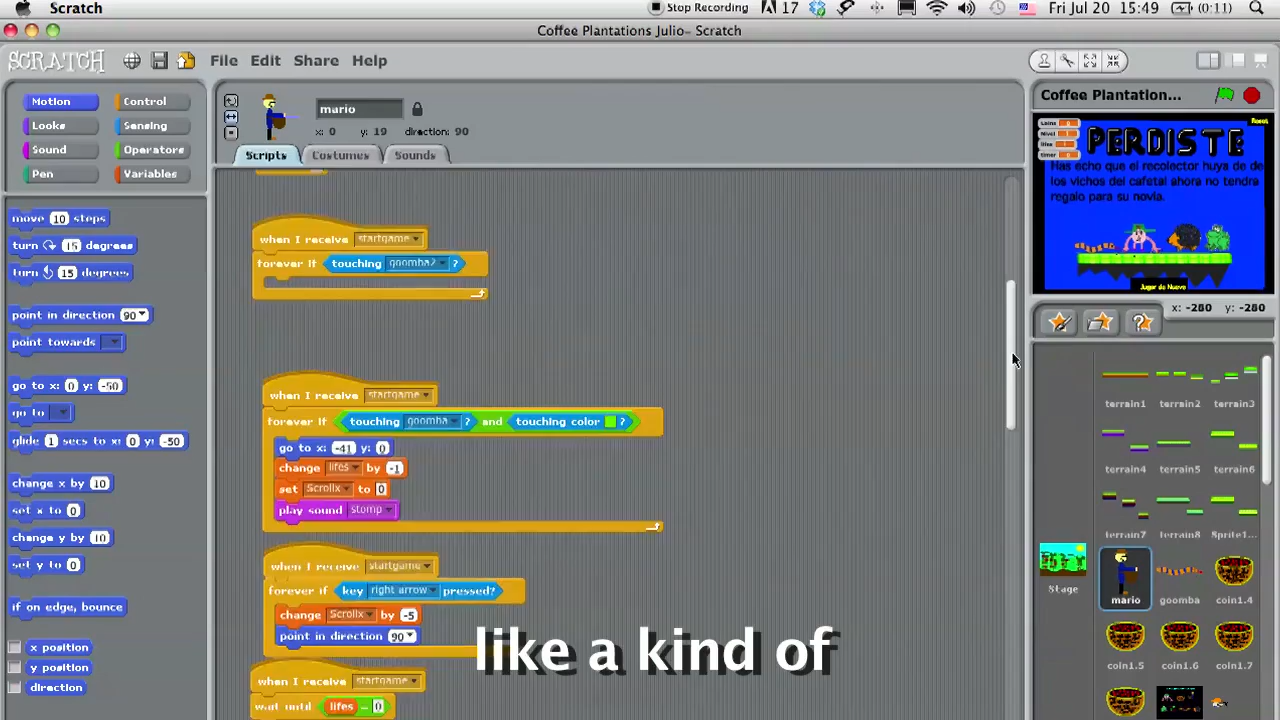 Scratch
Stop Recording
17
Fri Jul 20 15:49
(0:11)
Coffee Plantations Julio- Scratch
SCRATCH
File Edit Share Help
Motion
Control
Looks
Sensing
Sound
Operators
Pen
Variables
mario
x: 0 y: 19 direction: 90
Scripts
Costumes
Sounds
move 10 steps
turn 15 degrees
turn 15 degrees
point in direction 90
point towards
go to x: 0 y: -50
go to
glide 1 secs to x: 0 y: -50
change x by 10
set x to 0
change y by 10
set y to 0
if on edge, bounce
x position
y position
direction
when I receive startgame
forever if touching goomba2 ?
when I receive startgame
forever if touching goomba ? and touching color ?
go to x: -41 y: 0
change lifes by -1
set Scrollx to 0
play sound stomp
when I receive startgame
forever if key right arrow pressed?
change Scrollx by -5
point in direction 90
when I receive startgame
wait until lifes = 0
like a kind of
Coffee Plantation...
Coins
Nivel
lifes
timer
PERDISTE
Has echo que el recolector huya de de
los vichos del cafetal ahora no tendra
regalo para su novia.
Jugar de Nuevo
x: -280 y: -280
terrain1
terrain2
terrain3
terrain4
terrain5
terrain6
terrain7
terrain8
Sprite1...
Stage
mario
goomba
coin1.4
coin1.5
coin1.6
coin1.7